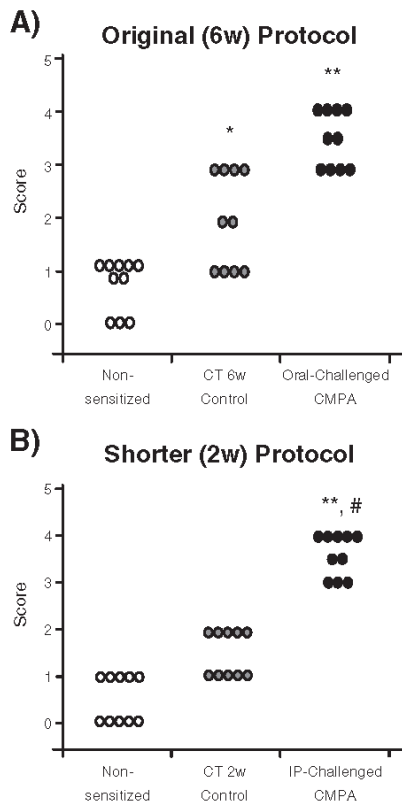 A)
Original (6w) Protocol
5
**
4
*
3
Score
2
1
0
Non- CT 6w Oral-Challenged
sensitized Control CMPA
B)
Shorter (2w) Protocol
5
**, #
4
3
Score
2
1
0
Non- CT 2w IP-Challenged
sensitized Control CMPA